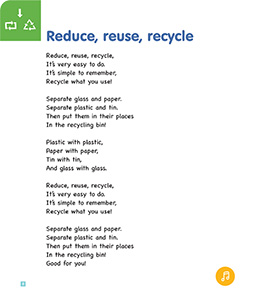 Reduce, reuse, recycle
Reduce, reuse, recycle,
It's very easy to do.
It's simple to remember,
Recycle what you use!
Separate glass and paper.
Separate plastic and tin.
Then put them in their places
In the recycling bin!
Plastic with plastic,
Paper with paper,
Tin with tin,
And glass with glass.
Reduce, reuse, recycle,
It's very easy to do.
It's simple to remember,
Recycle what you use!
Separate glass and paper.
Separate plastic and tin.
Then put them in their places
In the recycling bin!
Good for you!